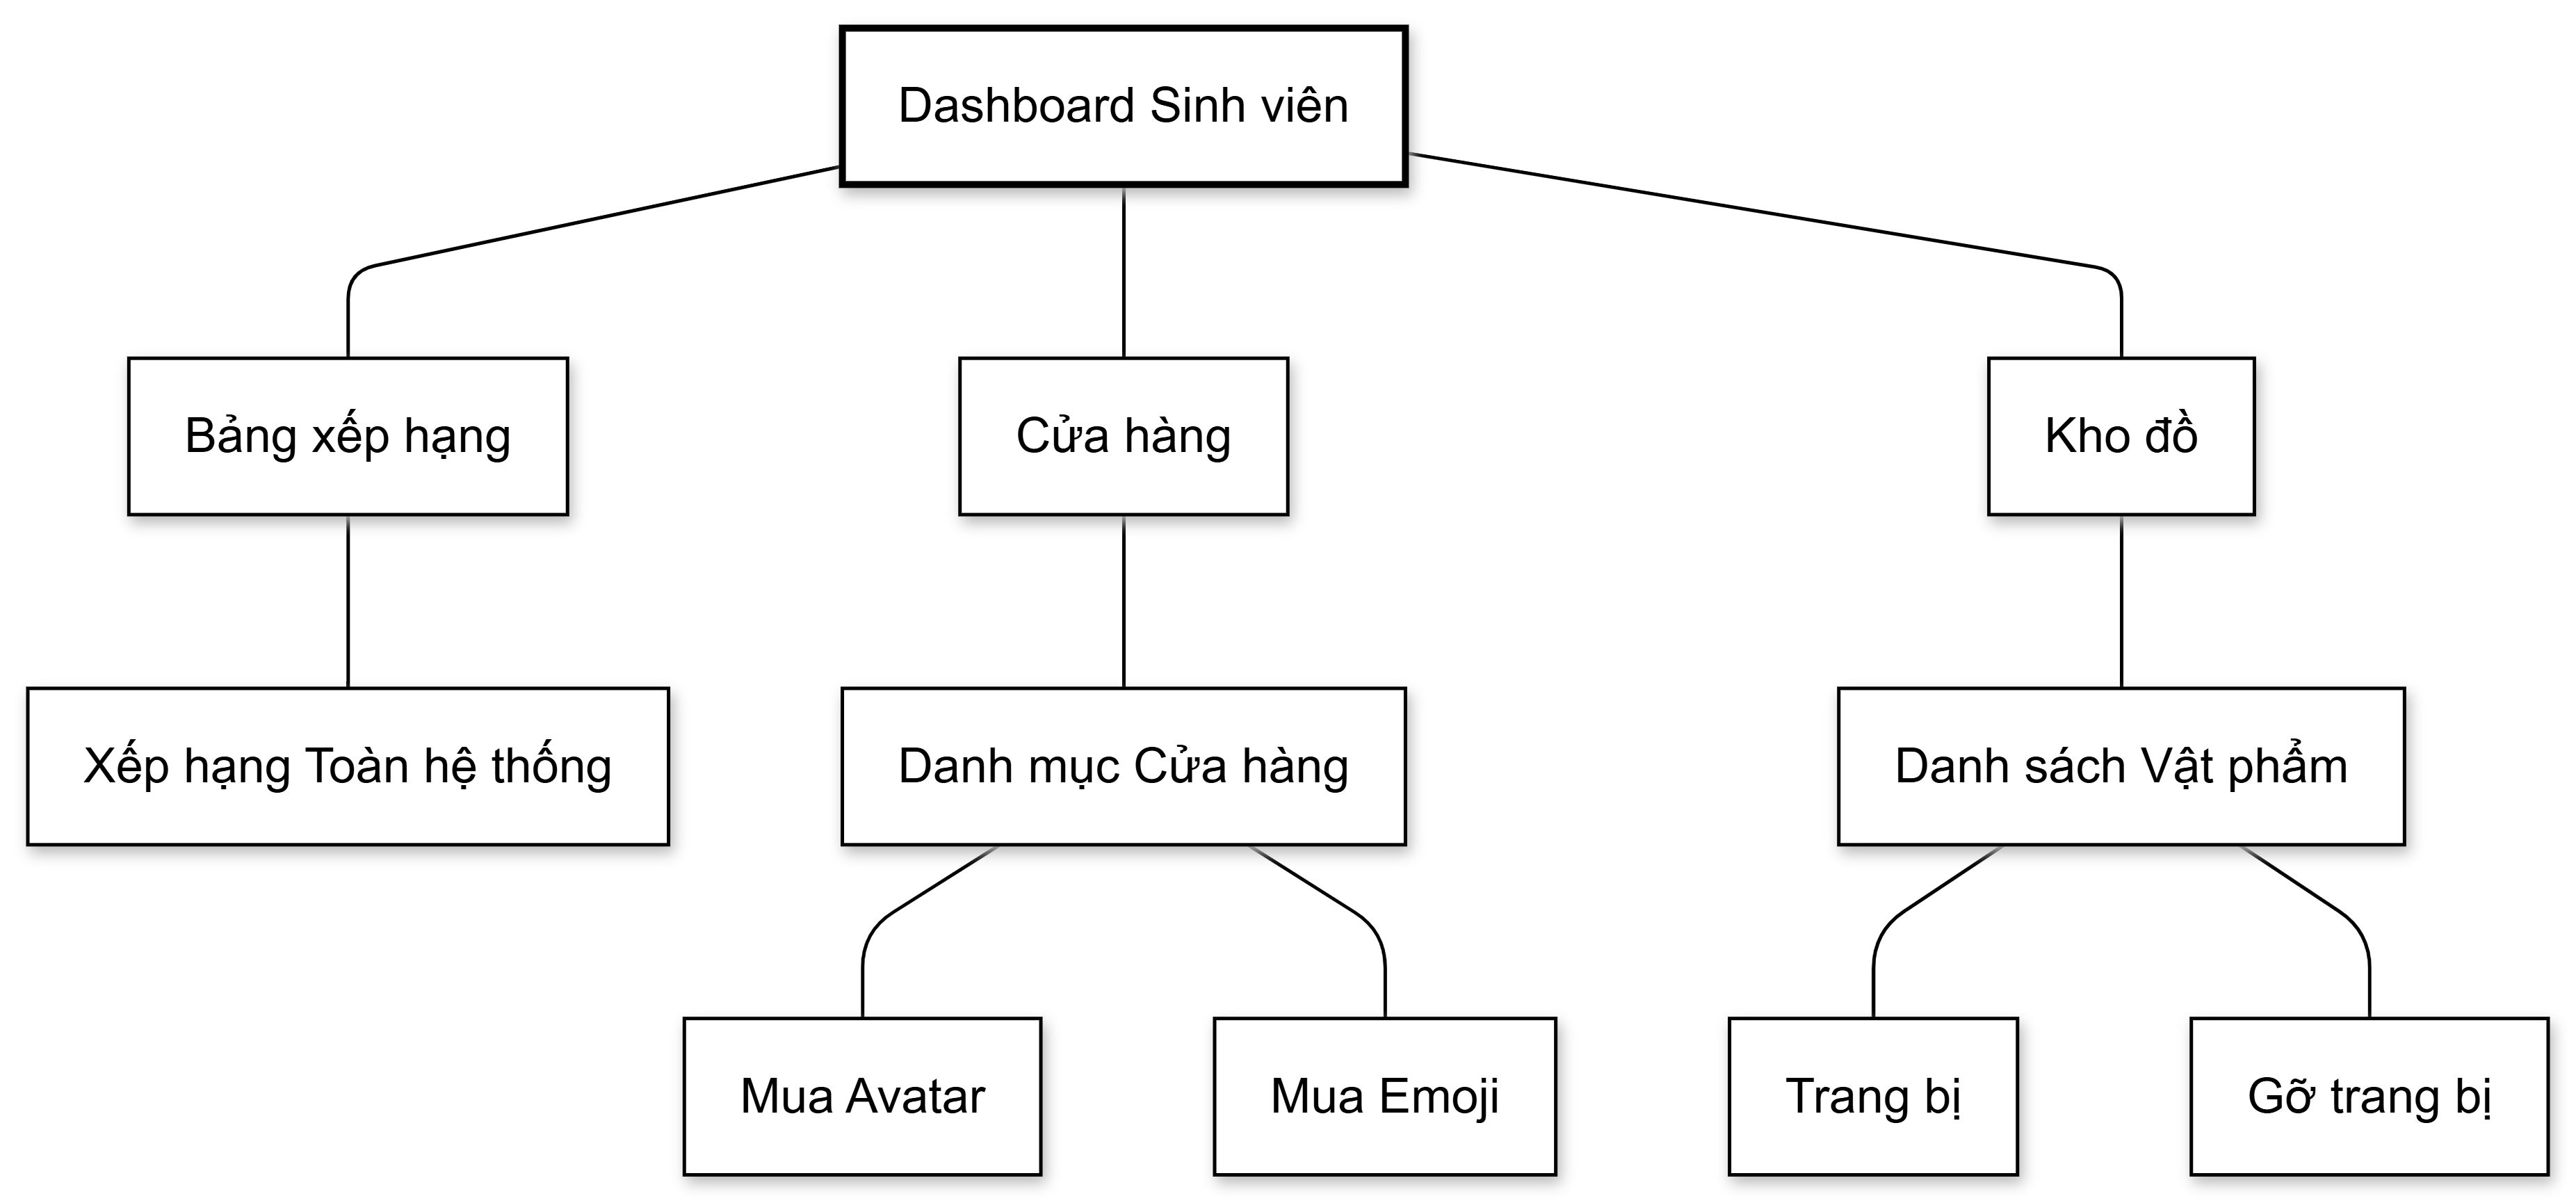 Dashboard Sinh viên
Bảng xếp hạng
Cửa hàng
Kho đồ
Xếp hạng Toàn hệ thống
Danh mục Cửa hàng
Danh sách Vật phẩm
Mua Avatar
Mua Emoji
Trang bị
Gỡ trang bị